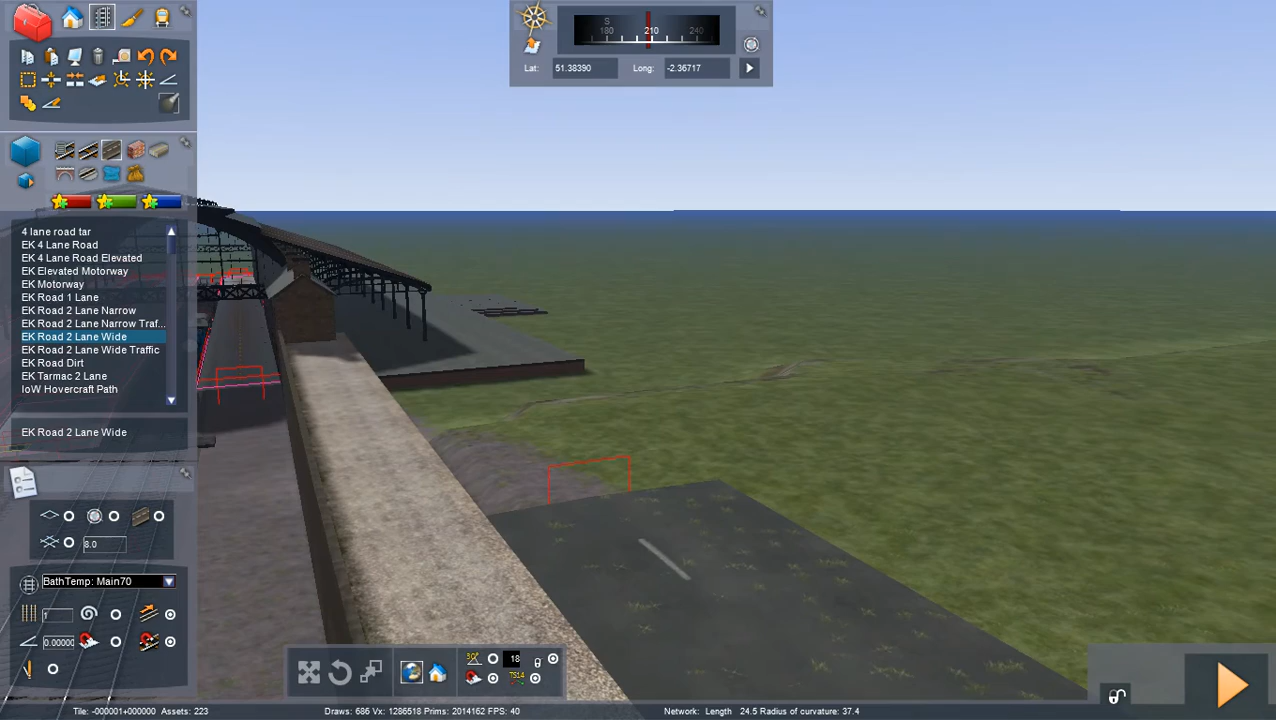 S
180 210 240
Lat: 51.38390 Long: -2.36717
4 lane road tar
EK 4 Lane Road
EK 4 Lane Road Elevated
EK Elevated Motorway
EK Motorway
EK Road 1 Lane
EK Road 2 Lane Narrow
EK Road 2 Lane Narrow Traf...
EK Road 2 Lane Wide
EK Road 2 Lane Wide Traffic
EK Road Dirt
EK Tarmac 2 Lane
IoW Hovercraft Path
EK Road 2 Lane Wide
8.0
BathTemp: Main70
1
0.0000
30° 18
TS14
Tile: -000001+000000 Assets: 223 Draws: 686 Vx: 1286518 Prims: 2014162 FPS: 40 Network: Length 24.5 Radius of curvature: 37.4